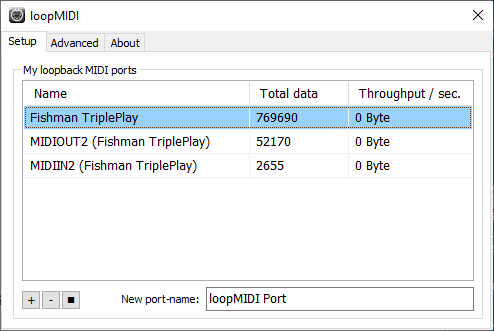 loopMIDI
Setup Advanced About
My loopback MIDI ports
Name Total data Throughput / sec.
Fishman TriplePlay 769690 0 Byte
MIDIOUT2 (Fishman TriplePlay) 52170 0 Byte
MIDIIN2 (Fishman TriplePlay) 2655 0 Byte
+ - New port-name: loopMIDI Port